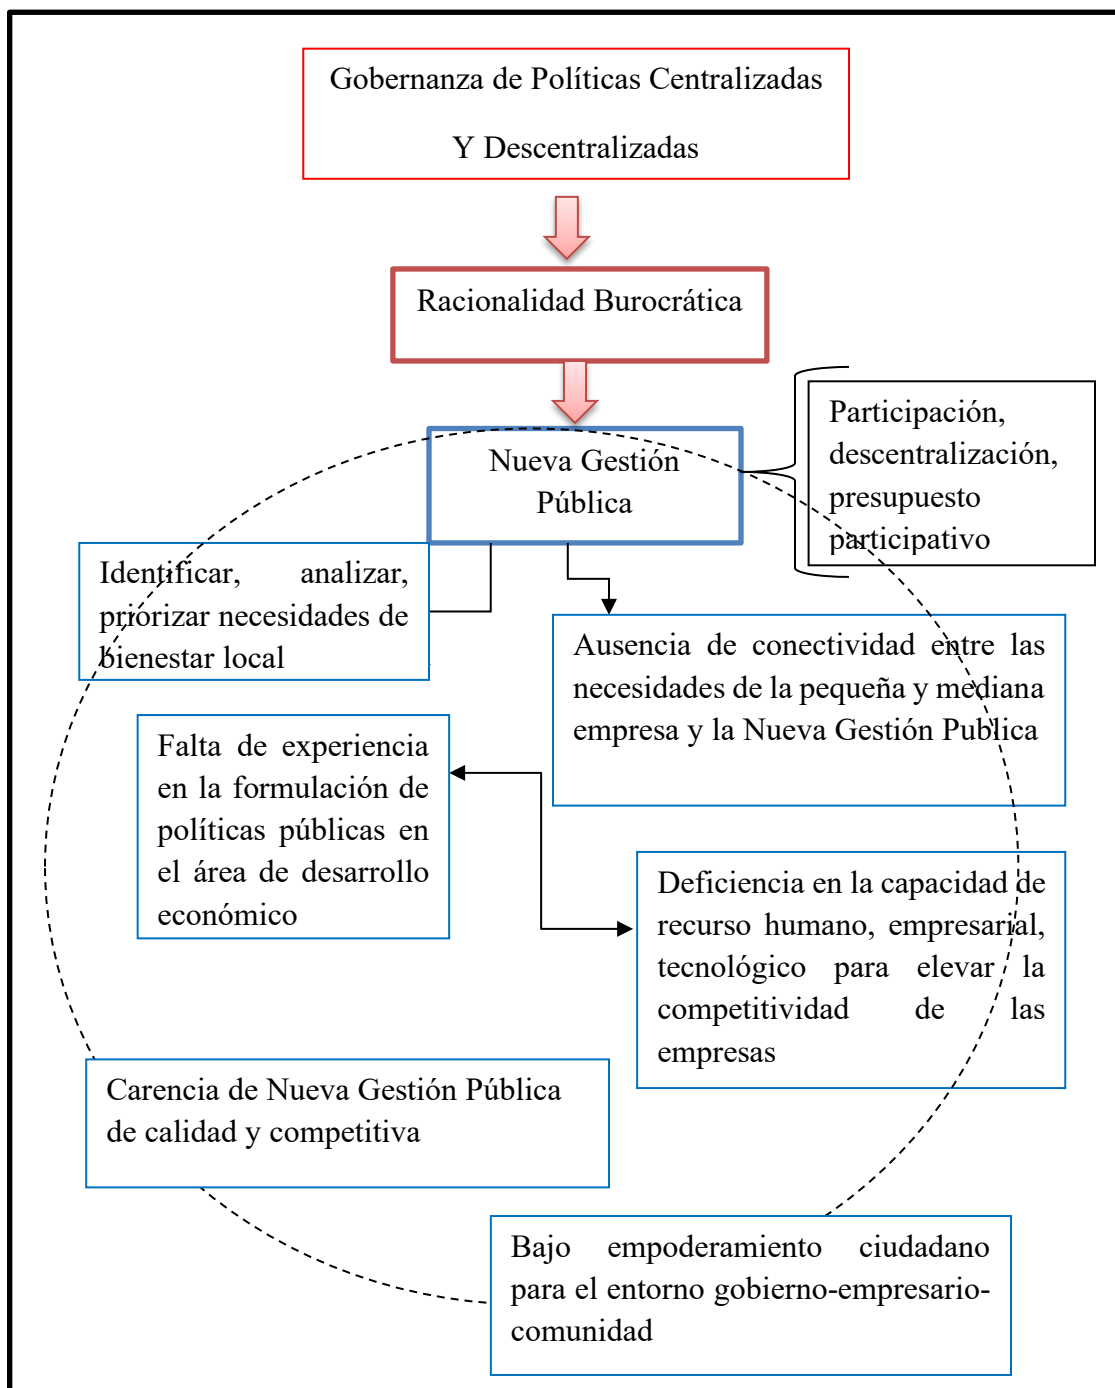 Gobernanza de Políticas Centralizadas
Y Descentralizadas
Racionalidad Burocrática
Nueva Gestión
Pública
Participación,
descentralización,
presupuesto
participativo
Identificar, analizar,
priorizar necesidades de
bienestar local
Ausencia de conectividad entre las
necesidades de la pequeña y mediana
empresa y la Nueva Gestión Publica
Falta de experiencia
en la formulación de
políticas públicas en
el área de desarrollo
económico
Deficiencia en la capacidad de
recurso humano, empresarial,
tecnológico para elevar la
competitividad de las
empresas
Carencia de Nueva Gestión Pública
de calidad y competitiva
Bajo empoderamiento ciudadano
para el entorno gobierno-empresario-
comunidad